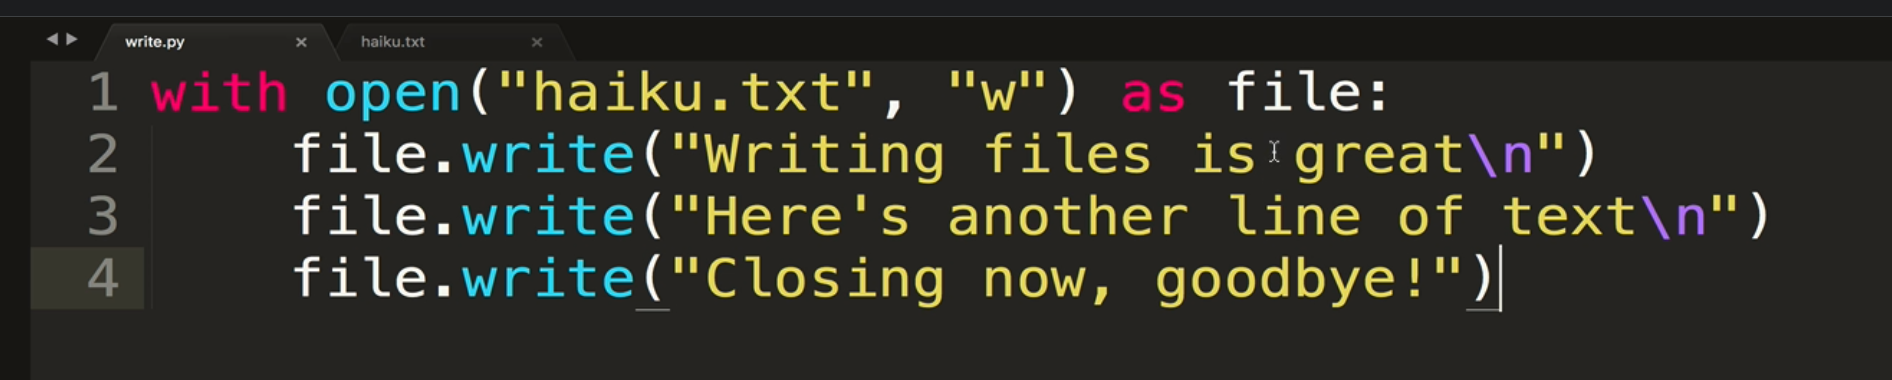 write.py
haiku.txt
1 with open("haiku.txt", "w") as file:
2     file.write("Writing files is great\n")
3     file.write("Here's another line of text\n")
4     file.write("Closing now, goodbye!")